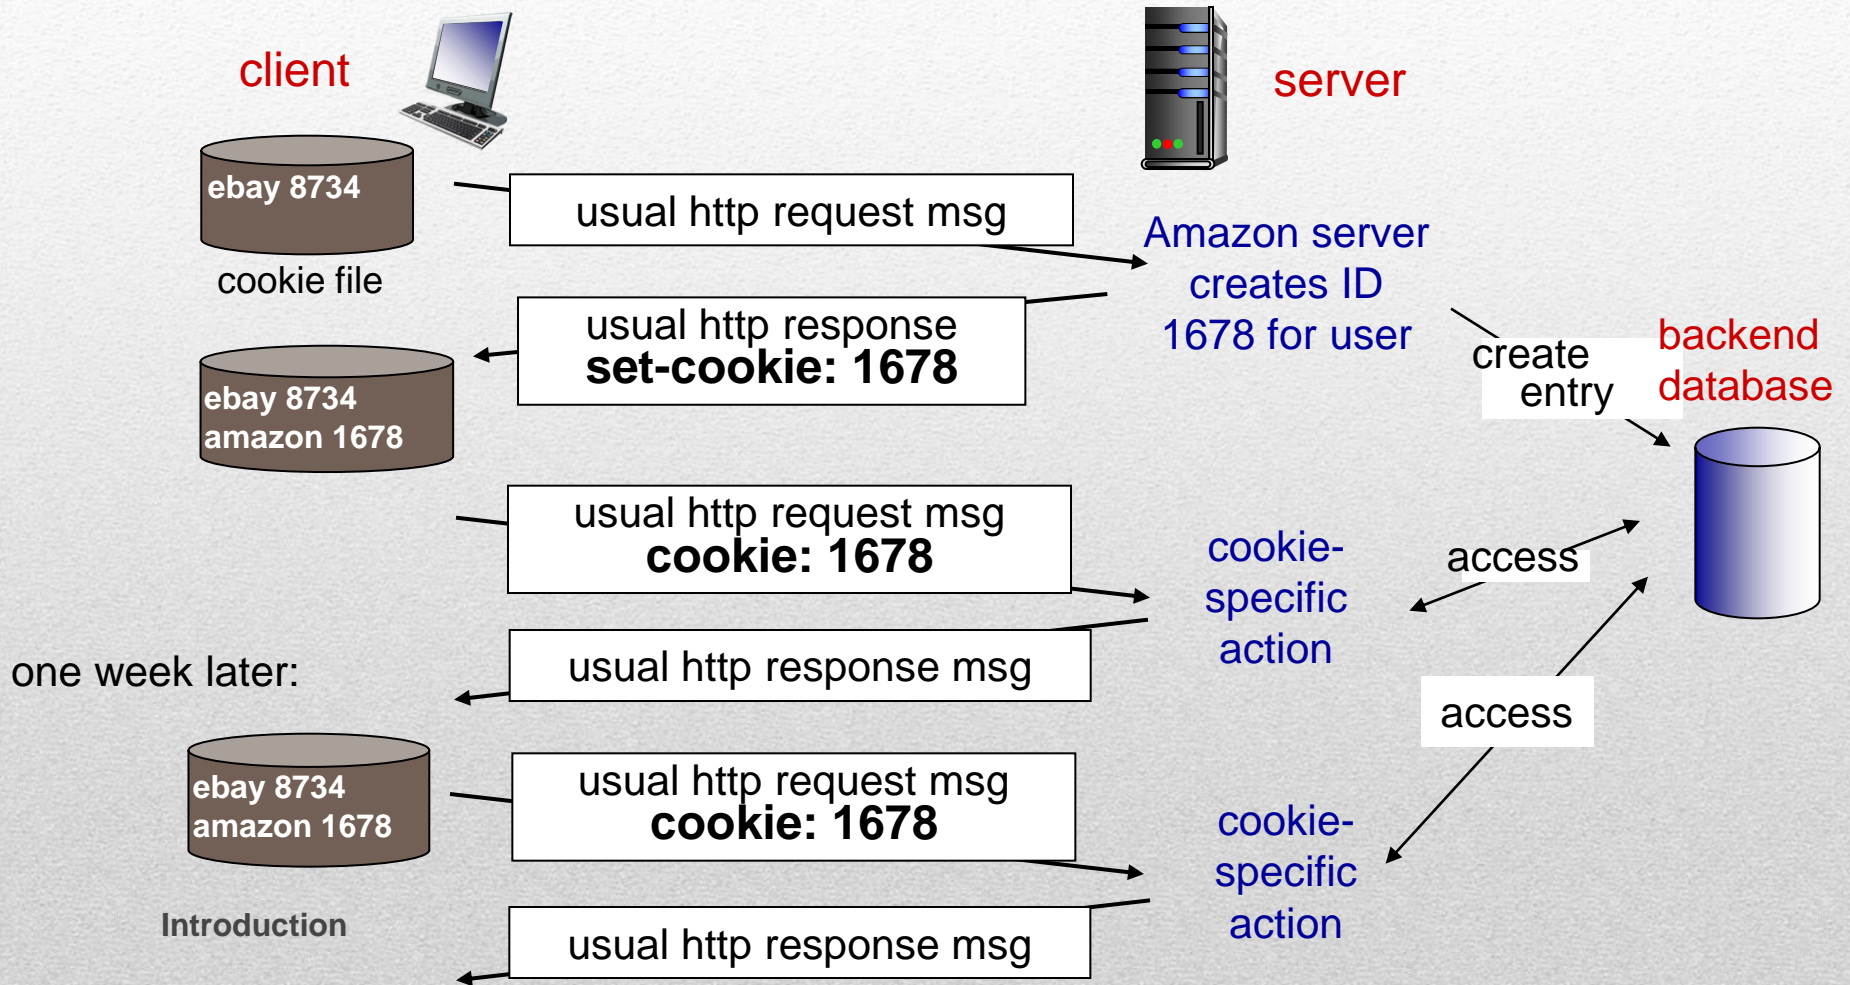 client
server
ebay 8734
usual http request msg
cookie file
Amazon server
creates ID
1678 for user
usual http response
set-cookie: 1678
create
entry
backend
database
ebay 8734
amazon 1678
usual http request msg
cookie: 1678
cookie-
specific
action
access
usual http response msg
one week later:
access
ebay 8734
amazon 1678
usual http request msg
cookie: 1678
cookie-
specific
action
Introduction
usual http response msg